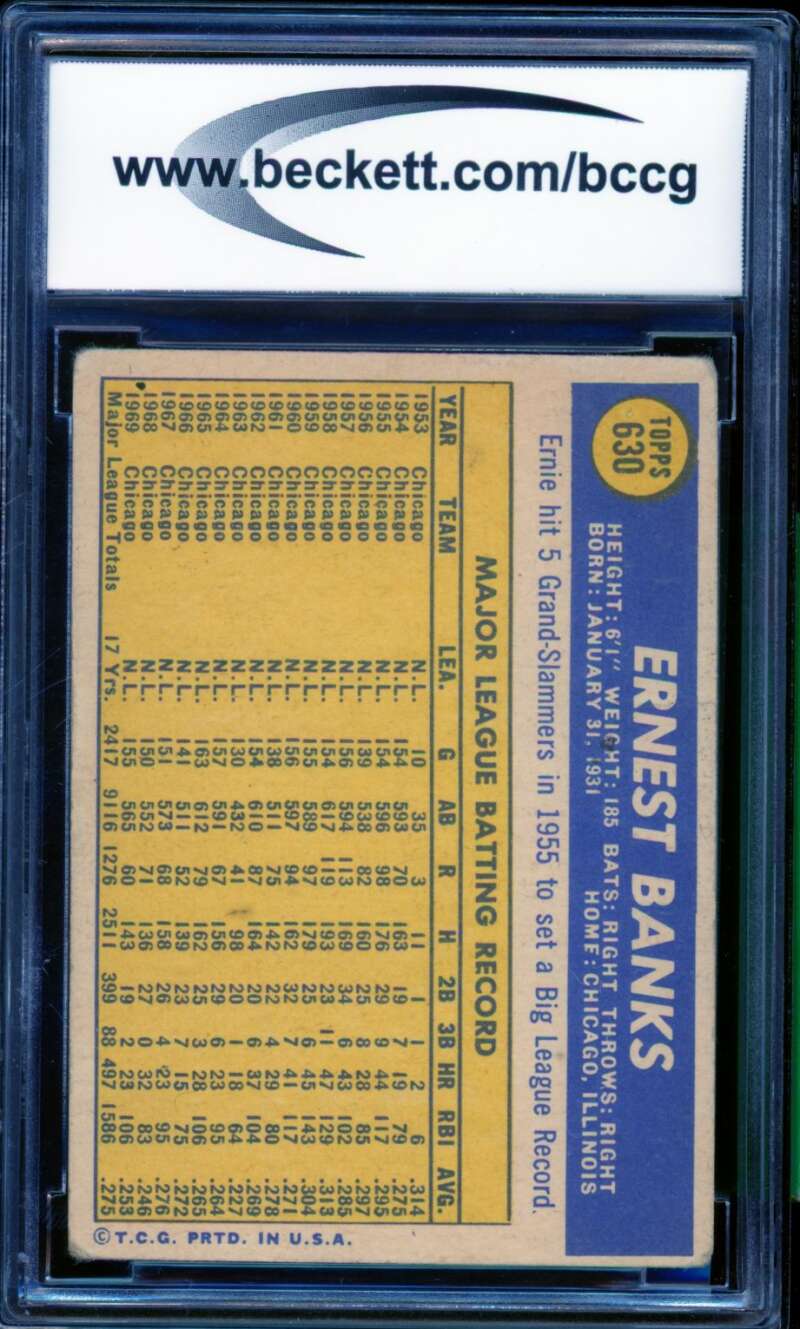 www.beckett.com/bccg
TOPPS
630
ERNEST BANKS
HEIGHT: 6'1" WEIGHT: 185 BATS: RIGHT THROWS: RIGHT
BORN: JANUARY 31, 1931 HOME: CHICAGO, ILLINOIS
Ernie hit 5 Grand-Slammers in 1955 to set a Big League Record.
MAJOR LEAGUE BATTING RECORD
YEAR TEAM LEA. G AB R H 2B 3B HR RBI AVG.
1953 Chicago N.L. 10 35 3 11 1 1 2 6 .314
1954 Chicago N.L. 154 593 70 163 19 7 19 79 .275
1955 Chicago N.L. 154 596 98 176 29 9 44 117 .295
1956 Chicago N.L. 139 538 82 160 25 8 28 85 .297
1957 Chicago N.L. 156 594 113 169 34 6 43 102 .285
1958 Chicago N.L. 154 617 119 193 23 11 47 129 .313
1959 Chicago N.L. 155 589 97 179 25 6 45 143 .304
1960 Chicago N.L. 156 597 94 162 32 7 41 117 .271
1961 Chicago N.L. 138 511 75 142 22 4 29 80 .278
1962 Chicago N.L. 154 610 87 164 20 6 37 104 .269
1963 Chicago N.L. 130 432 41 98 20 1 18 64 .227
1964 Chicago N.L. 157 591 67 156 29 6 23 95 .264
1965 Chicago N.L. 163 612 79 162 25 3 28 106 .265
1966 Chicago N.L. 141 511 52 139 23 7 15 75 .272
1967 Chicago N.L. 151 573 68 158 26 4 23 95 .276
1968 Chicago N.L. 150 552 71 136 27 0 32 83 .246
1969 Chicago N.L. 155 565 60 143 19 2 23 106 .253
Major League Totals 17 Yrs. 2417 9116 1276 2511 399 88 497 1586 .275
© T.C.G. PRTD. IN U.S.A.